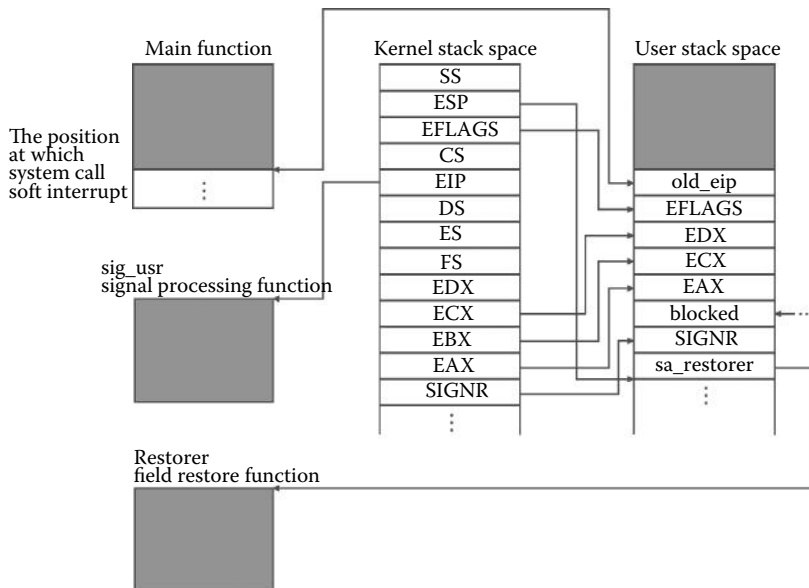 Main function
Kernel stack space
User stack space
The position
at which
system call
soft interrupt
⋮
sig_usr
signal processing function
Restorer
field restore function
SS
ESP
EFLAGS
CS
EIP
DS
ES
FS
EDX
ECX
EBX
EAX
SIGNR
⋮
old_eip
EFLAGS
EDX
ECX
EAX
blocked
SIGNR
sa_restorer
⋮